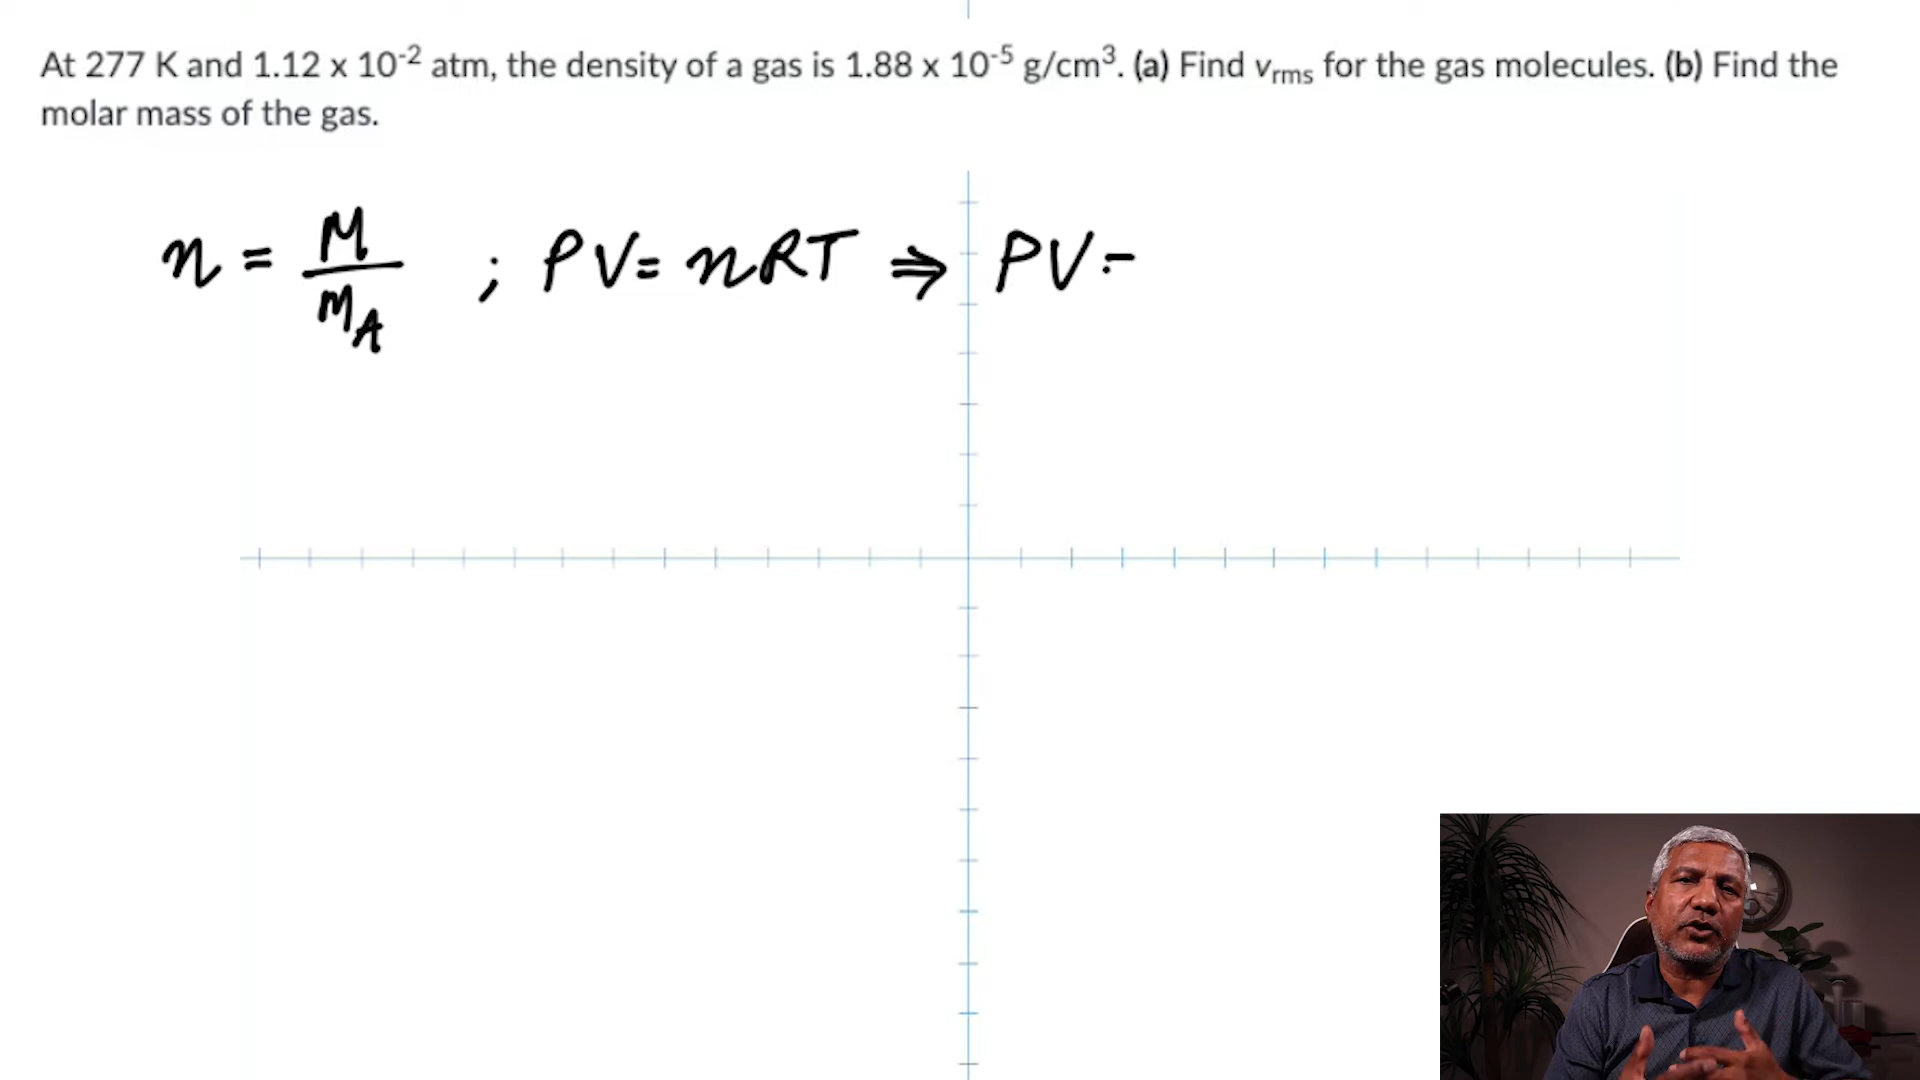 At 277 K and 1.12 x 10⁻² atm, the density of a gas is 1.88 x 10⁻⁵ g/cm³. (a) Find vrms for the gas molecules. (b) Find the
molar mass of the gas.
n = M/M_A ; PV = nRT ⇒ PV =